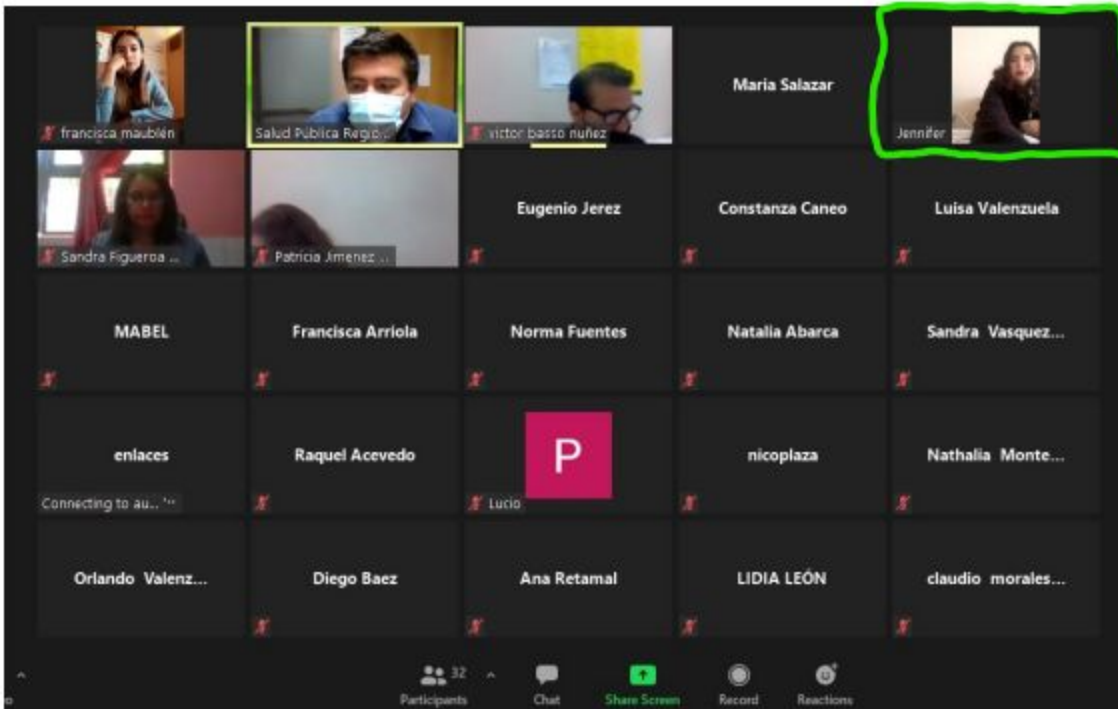 Maria Salazar
francisca maublén
Salud Pública Regio...
victor basso nuñez
Jennifer
Eugenio Jerez
Constanza Caneo
Luisa Valenzuela
Sandra Figueroa ...
Patricia Jimenez ...
MABEL
Francisca Arriola
Norma Fuentes
Natalia Abarca
Sandra Vasquez...
enlaces
Raquel Acevedo
P
nicoplaza
Nathalia Monte...
Connecting to au...
Lucio
Orlando Valenz...
Diego Baez
Ana Retamal
LIDIA LEÓN
claudio morales...
32
Participants
Chat
Share Screen
Record
Reactions